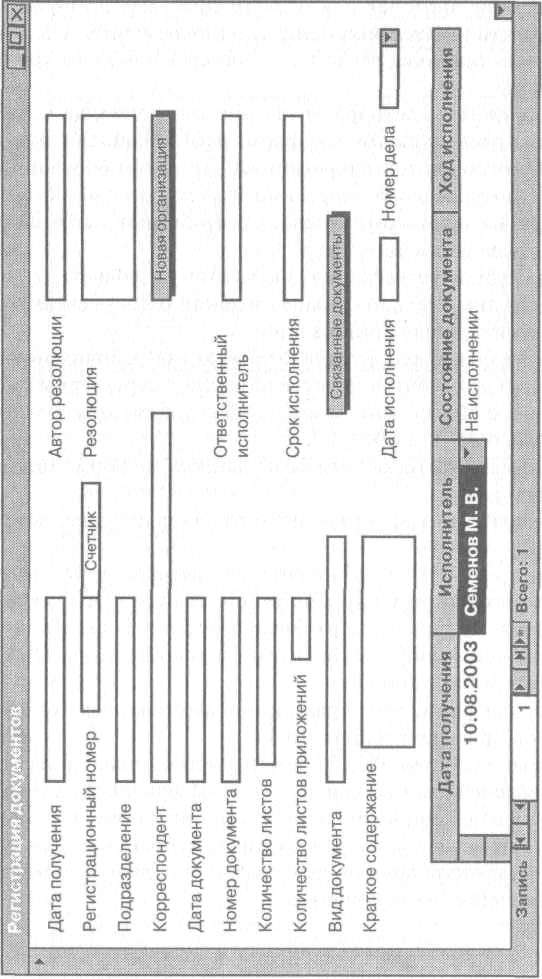 Регистрация документов
Дата получения
Автор резолюции
Регистрационный номер
Счетчик
Резолюция
Подразделение
Корреспондент
Новая организация
Дата документа
Номер документа
Ответственный
исполнитель
Количество листов
Количество листов приложений
Срок исполнения
Вид документа
Связанные документы
Краткое содержание
Дата исполнения
Номер дела
Дата получения Исполнитель Состояние документа Ход исполнения
10.08.2003 Семенов М. В. На исполнении
Запись 1 Всего: 1